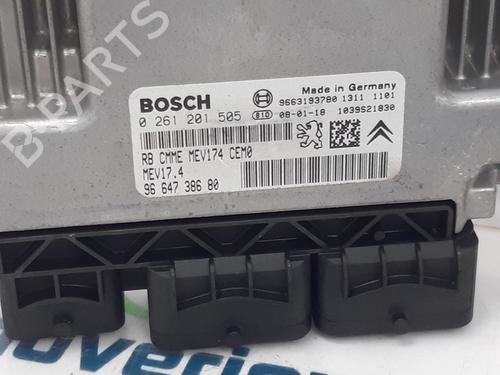 B PARTS
BOSCH
Made in Germany
9663193780 1311 1101
0 261 201 505
B10
08-01-18
1039S21830
RB CMME MEV174 CEM0
MEV17.4
96 647 386 80